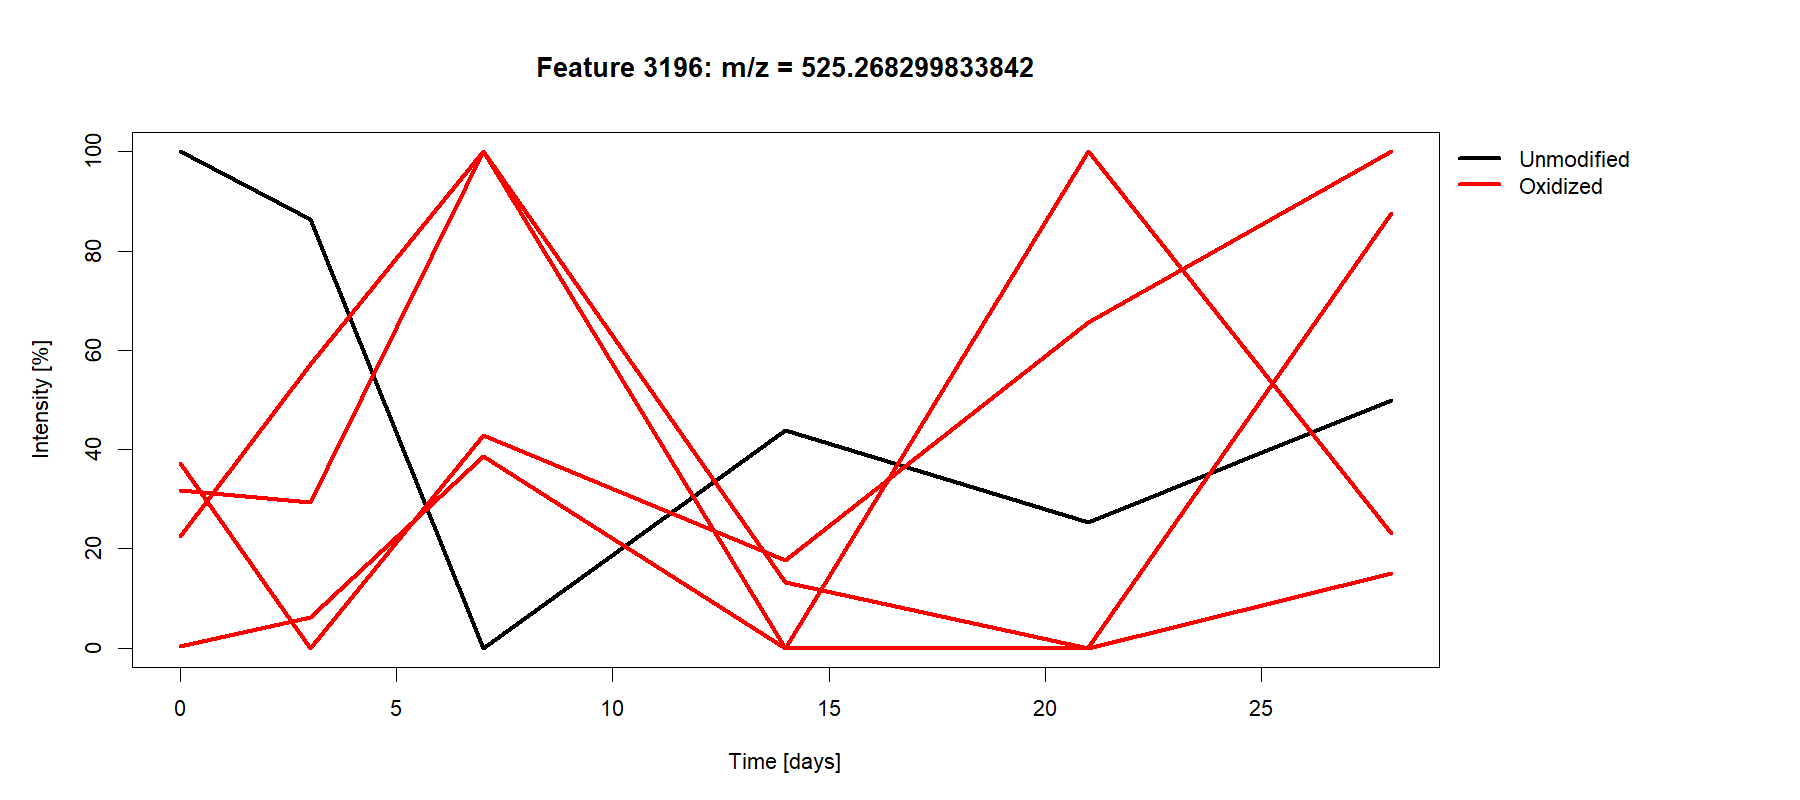 Feature 3196: m/z = 525.268299833842
Unmodified
Oxidized
Intensity [%]
100
80
60
40
20
0
0 5 10 15 20 25
Time [days]